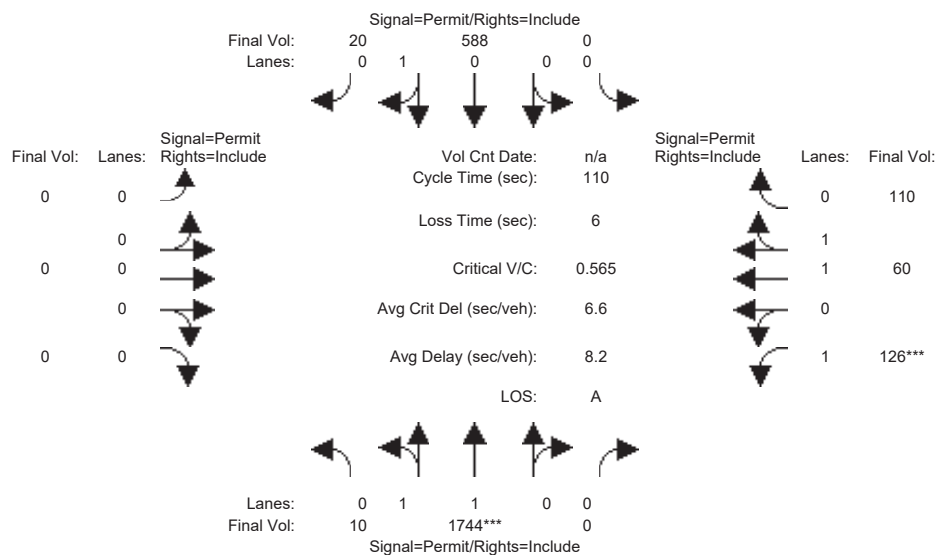 Signal=Permit/Rights=Include
Final Vol: 20 588 0
Lanes: 0 1 0 0 0
Signal=Permit
Final Vol: Lanes: Rights=Include
Vol Cnt Date: n/a
Signal=Permit
Rights=Include Lanes: Final Vol:
Cycle Time (sec): 110
0 0
0 110
Loss Time (sec): 6
0
1
0 0
Critical V/C: 0.565
1 60
0
Avg Crit Del (sec/veh): 6.6
0
0 0
Avg Delay (sec/veh): 8.2
1 126***
LOS: A
Lanes: 0 1 1 0 0
Final Vol: 10 1744*** 0
Signal=Permit/Rights=Include